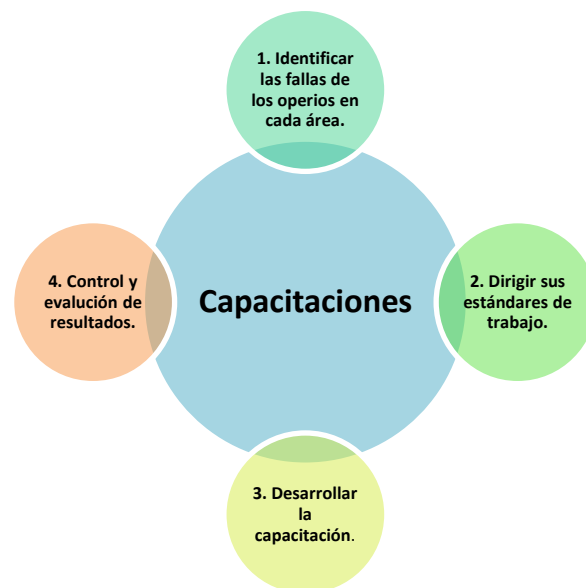 1. Identificar
las fallas de
los operios en
cada área.
Capacitaciones
2. Dirigir sus
estándares de
trabajo.
3. Desarrollar
la
capacitación.
4. Control y
evalución de
resultados.